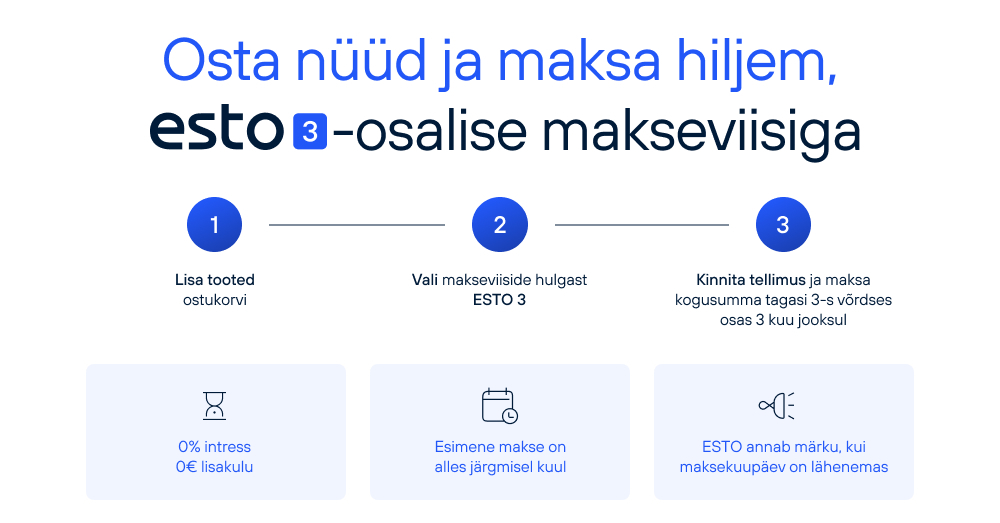 Osta nüüd ja maksa hiljem,
esto 3-osalise makseviisiga
1
2
3
Lisa tooted
ostukorvi
Vali makseviiside hulgast
ESTO 3
Kinnita tellimus ja maksa
kogusumma tagasi 3-s võrdses
osas 3 kuu jooksul
0% intress
0€ lisakulu
Esimene makse on
alles järgmisel kuul
ESTO annab märku, kui
maksekuupäev on lähenemas